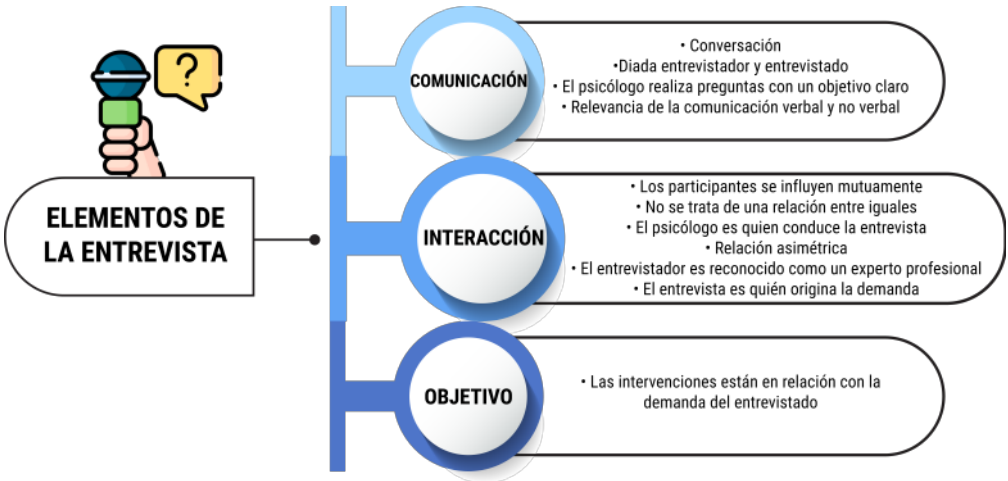 ?
ELEMENTOS DE
LA ENTREVISTA
COMUNICACIÓN
• Conversación
•Diada entrevistador y entrevistado
• El psicólogo realiza preguntas con un objetivo claro
• Relevancia de la comunicación verbal y no verbal
INTERACCIÓN
• Los participantes se influyen mutuamente
• No se trata de una relación entre iguales
• El psicólogo es quien conduce la entrevista
• Relación asimétrica
• El entrevistador es reconocido como un experto profesional
• El entrevista es quién origina la demanda
OBJETIVO
• Las intervenciones están en relación con la
demanda del entrevistado